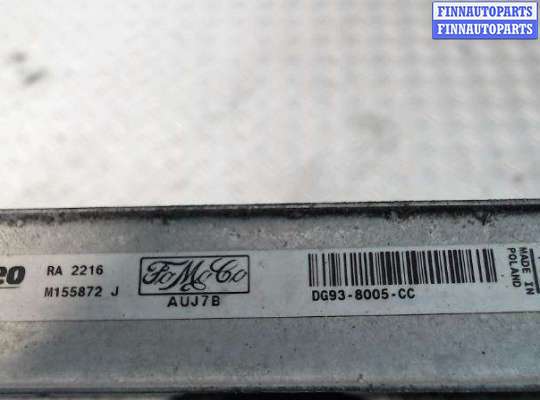 FINNAUTOPARTS
FINNAUTOPARTS
RA 2216
M155872 J
FoMoCo
AUJ7B
DG93-8005-CC
MADE IN
POLAND